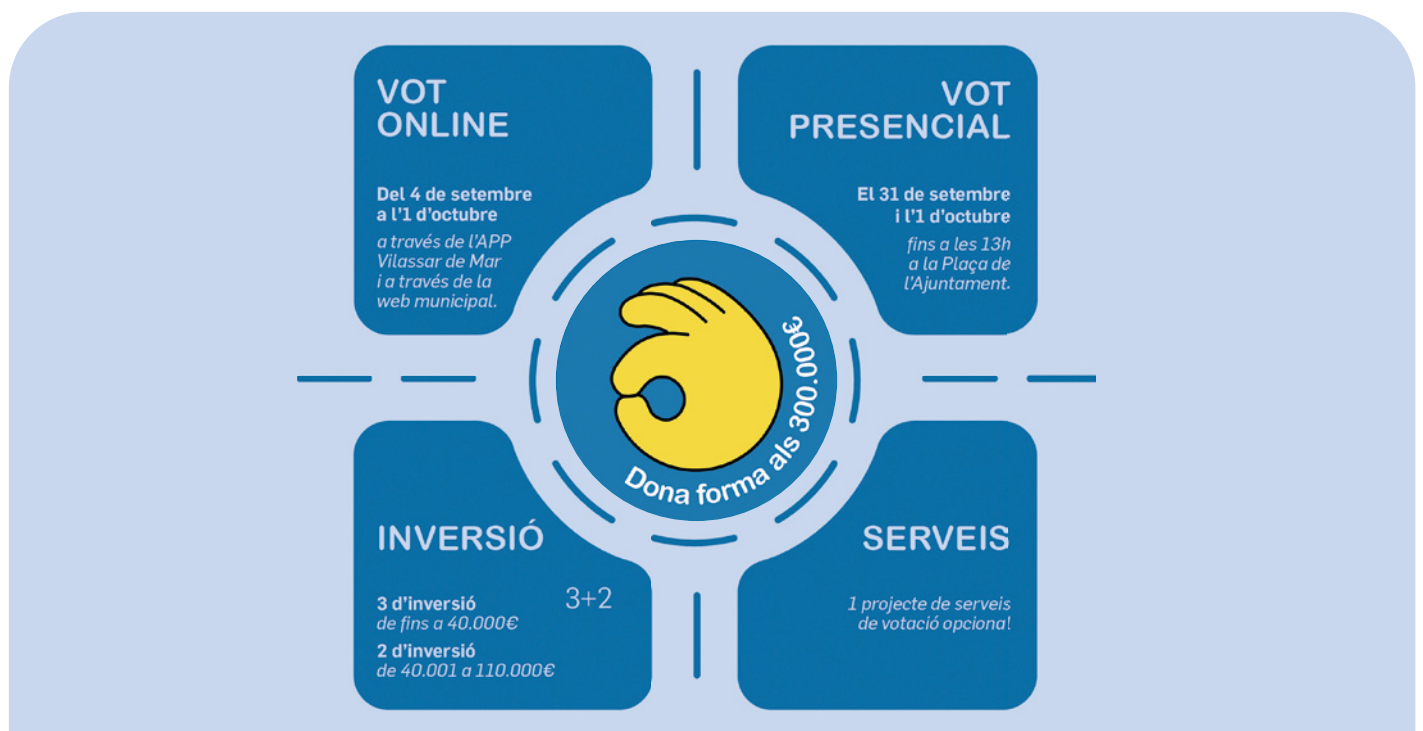 VOT
ONLINE
Del 4 de setembre
a l'1 d'octubre
a través de l'APP
Vilassar de Mar
i a través de la
web municipal.
VOT
PRESENCIAL
El 31 de setembre
i l'1 d'octubre
fins a les 13h
a la Plaça de
l'Ajuntament.
Dona forma als 300.000€
INVERSIÓ
3+2
3 d'inversió
de fins a 40.000€
2 d'inversió
de 40.001 a 110.000€
SERVEIS
1 projecte de serveis
de votació opcional